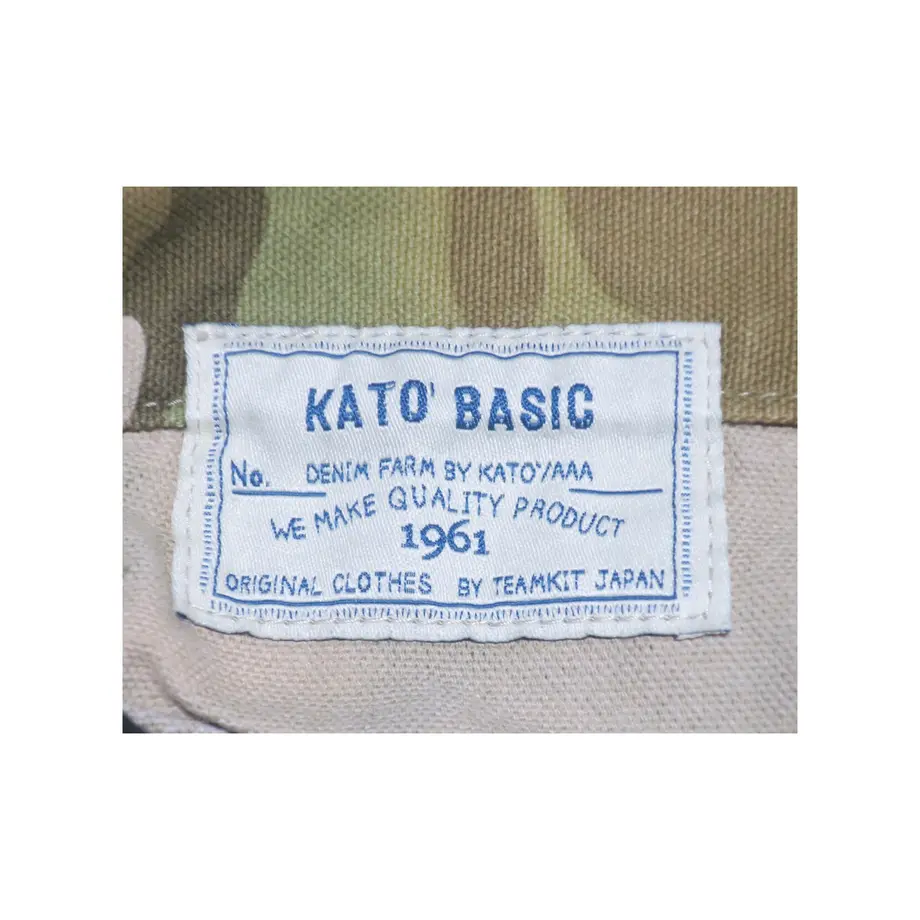 KATO' BASIC
No. DENIM FARM BY KATO'/AAA
WE MAKE QUALITY PRODUCT
1961
ORIGINAL CLOTHES BY TEAMKIT JAPAN